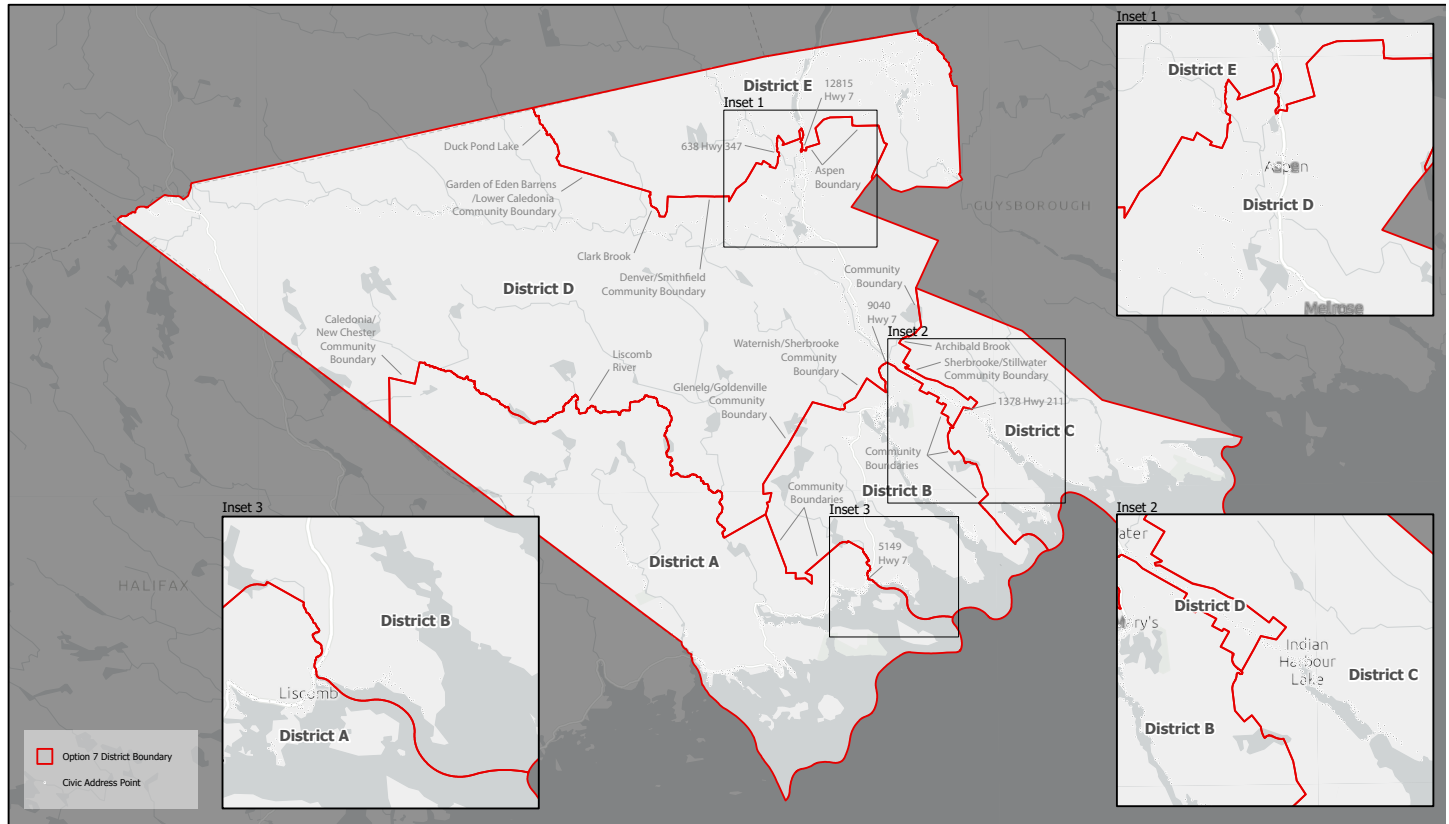 Inset 1
District E
12815
Hwy 7
Inset 1
Duck Pond Lake
638 Hwy 347
Aspen
Boundary
Garden of Eden Barrens
/Lower Caledonia
Community Boundary
GUYSBOROUGH
Clark Brook
Denver/Smithfield
Community Boundary
Community
Boundary
District D
9040
Hwy 7
Caledonia/
New Chester
Community
Boundary
Liscomb
River
Waternish/Sherbrooke
Community
Boundary
Inset 2
Archibald Brook
Sherbrooke/Stillwater
Community Boundary
Glenelg/Goldenville
Community
Boundary
1378 Hwy 211
District C
Community
Boundaries
District B
Community
Boundaries
Inset 3
5149
Hwy 7
District A
HALIFAX
District E
Aspen
District D
Melrose
Inset 2
ater
District D
ary's
Indian
Harbour
Lake
District C
District B
Inset 3
District B
Liscomb
District A
Option 7 District Boundary
Civic Address Point